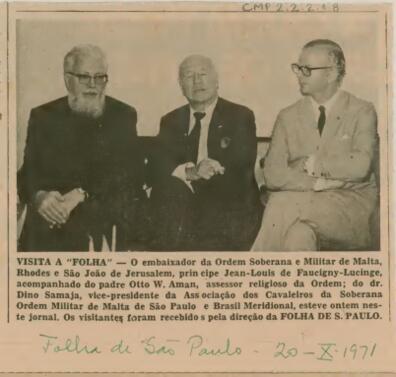 CMP 2.2.2.18
VISITA A "FOLHA" — O embaixador da Ordem Soberana e Militar de Malta,
Rhodes e São João de Jerusalem, principe Jean-Louis de Faucigny-Lucinge,
acompanhado do padre Otto W. Aman, assessor religioso da Ordem; do dr.
Dino Samaja, vice-presidente da Associação dos Cavaleiros da Soberana
Ordem Militar de Malta de São Paulo e Brasil Meridional, esteve ontem nes-
te jornal. Os visitantes foram recebido s pela direção da FOLHA DE S. PAULO.
Folha de São Paulo - 20-X-1971